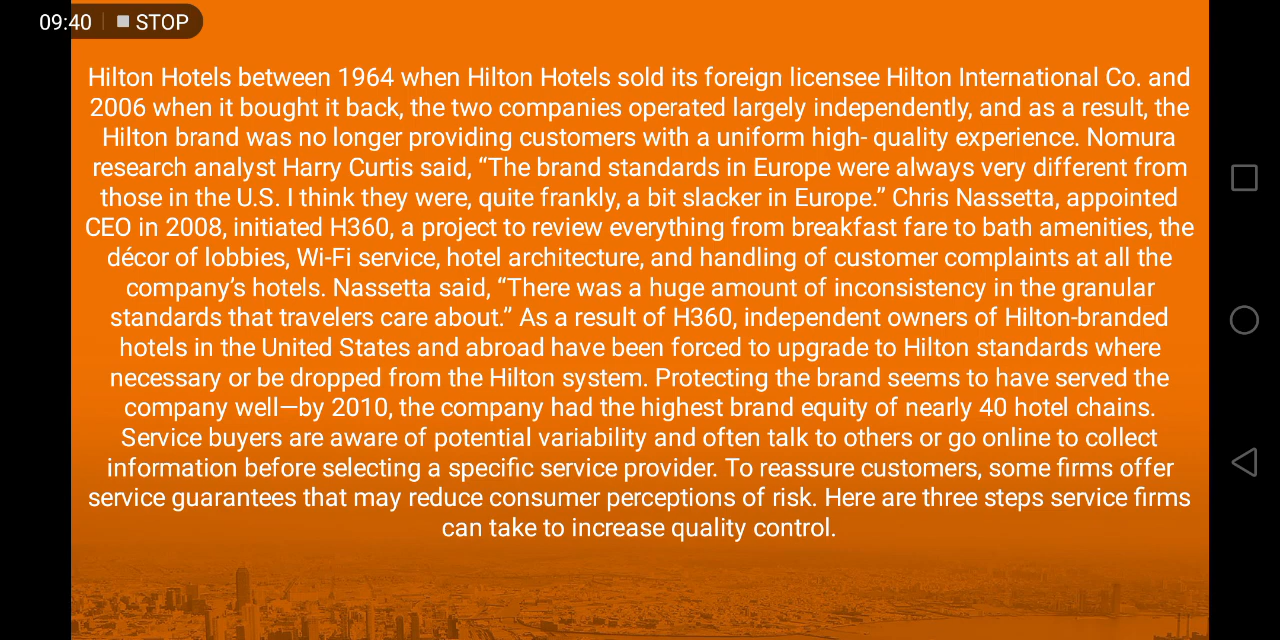 09:40
STOP
Hilton Hotels between 1964 when Hilton Hotels sold its foreign licensee Hilton International Co. and
2006 when it bought it back, the two companies operated largely independently, and as a result, the
Hilton brand was no longer providing customers with a uniform high- quality experience. Nomura
research analyst Harry Curtis said, “The brand standards in Europe were always very different from
those in the U.S. I think they were, quite frankly, a bit slacker in Europe.” Chris Nassetta, appointed
CEO in 2008, initiated H360, a project to review everything from breakfast fare to bath amenities, the
décor of lobbies, Wi-Fi service, hotel architecture, and handling of customer complaints at all the
company’s hotels. Nassetta said, “There was a huge amount of inconsistency in the granular
standards that travelers care about.” As a result of H360, independent owners of Hilton-branded
hotels in the United States and abroad have been forced to upgrade to Hilton standards where
necessary or be dropped from the Hilton system. Protecting the brand seems to have served the
company well—by 2010, the company had the highest brand equity of nearly 40 hotel chains.
Service buyers are aware of potential variability and often talk to others or go online to collect
information before selecting a specific service provider. To reassure customers, some firms offer
service guarantees that may reduce consumer perceptions of risk. Here are three steps service firms
can take to increase quality control.